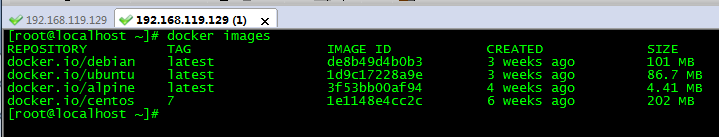 192.168.119.129 192.168.119.129 (1) ×
[root@localhost ~]# docker images
REPOSITORY TAG IMAGE ID CREATED SIZE
docker.io/debian latest de8b49d4b0b3 3 weeks ago 101 MB
docker.io/ubuntu latest 1d9c17228a9e 3 weeks ago 86.7 MB
docker.io/alpine latest 3f53bb00af94 4 weeks ago 4.41 MB
docker.io/centos 7 1e1148e4cc2c 6 weeks ago 202 MB
[root@localhost ~]#